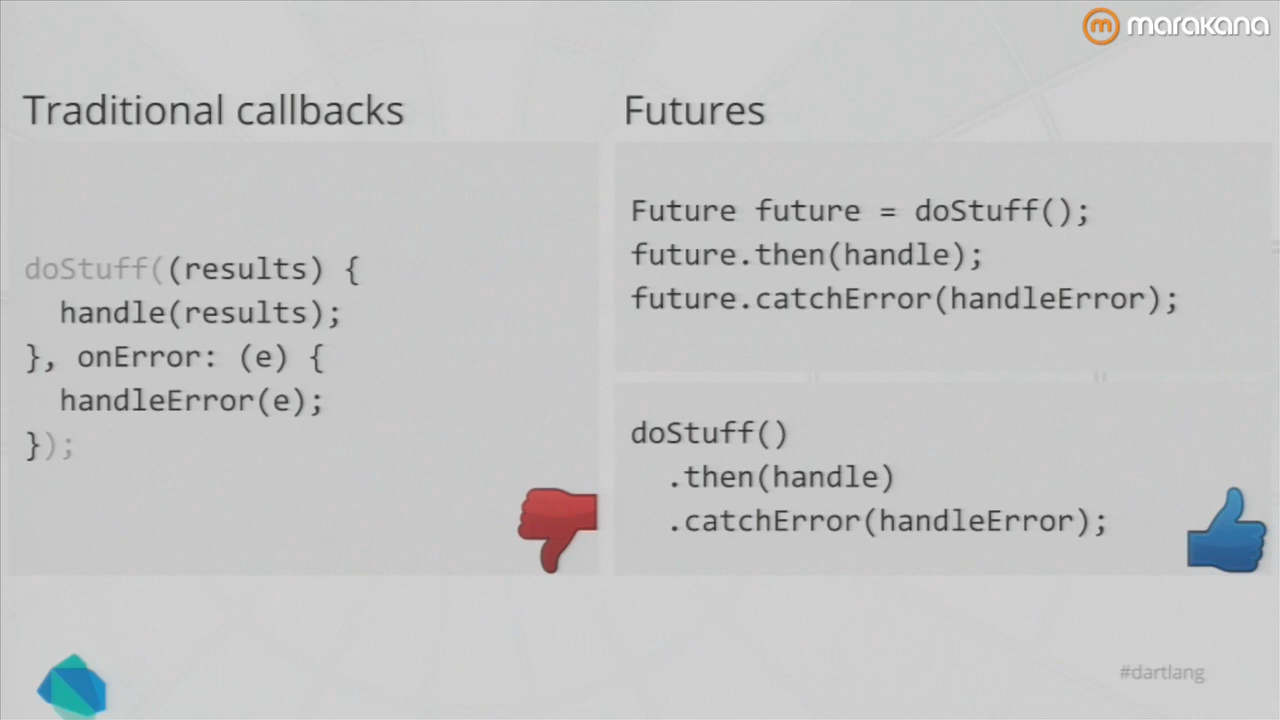 marakana
Traditional callbacks
doStuff((results) {
  handle(results);
}, onError: (e) {
  handleError(e);
});
Futures
Future future = doStuff();
future.then(handle);
future.catchError(handleError);
doStuff()
  .then(handle)
  .catchError(handleError);
#dartlang